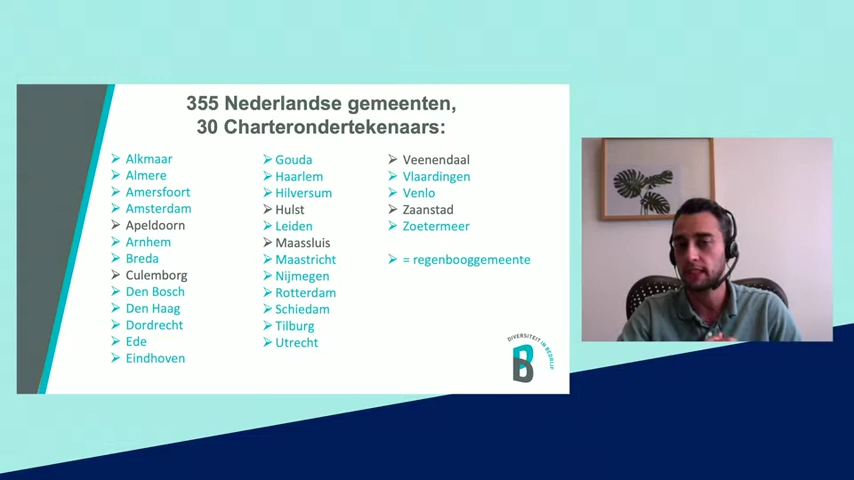 355 Nederlandse gemeenten,
30 Charterondertekenaars:
Alkmaar
Almere
Amersfoort
Amsterdam
Apeldoorn
Arnhem
Breda
Culemborg
Den Bosch
Den Haag
Dordrecht
Ede
Eindhoven
Gouda
Haarlem
Hilversum
Hulst
Leiden
Maassluis
Maastricht
Nijmegen
Rotterdam
Schiedam
Tilburg
Utrecht
Veenendaal
Vlaardingen
Venlo
Zaanstad
Zoetermeer
= regenbooggemeente
DIVERSITEIT IN BEDRIJF